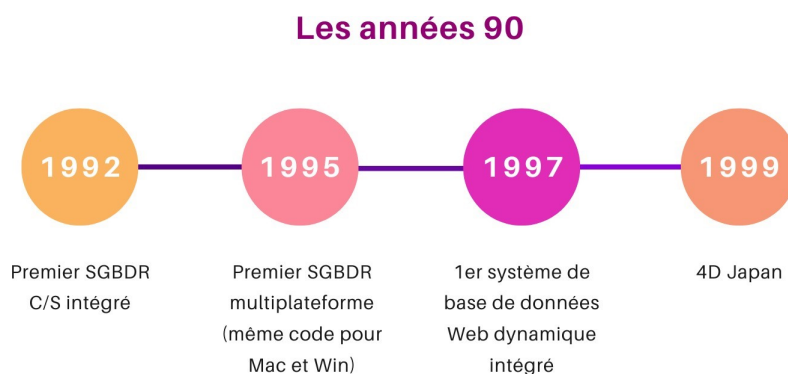 Les années 90
1992
1995
1997
1999
Premier SGBDR
C/S intégré
Premier SGBDR
multiplateforme
(même code pour
Mac et Win)
1er système de
base de données
Web dynamique
intégré
4D Japan